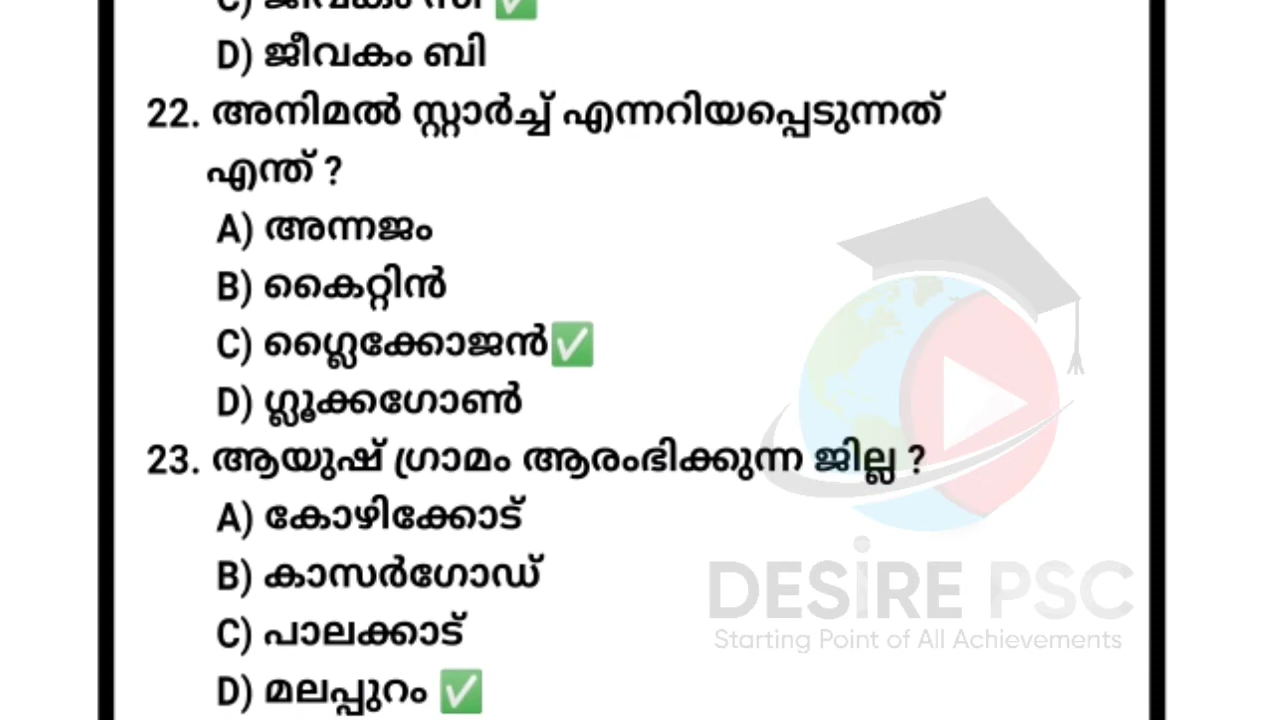 C) ജീവകം സി ✅
D) ജീവകം ബി
22. അനിമൽ സ്റ്റാർച്ച് എന്നറിയപ്പെടുന്നത്
എന്ത് ?
A) അന്നജം
B) കൈറ്റിൻ
C) ഗ്ലൈക്കോജൻ✅
D) ഗ്ലൂക്കഗോൺ
23. ആയുഷ് ഗ്രാമം ആരംഭിക്കുന്ന ജില്ല ?
A) കോഴിക്കോട്
B) കാസർഗോഡ്
C) പാലക്കാട്
D) മലപ്പുറം ✅
DESiRE PSC
Starting Point of All Achievements